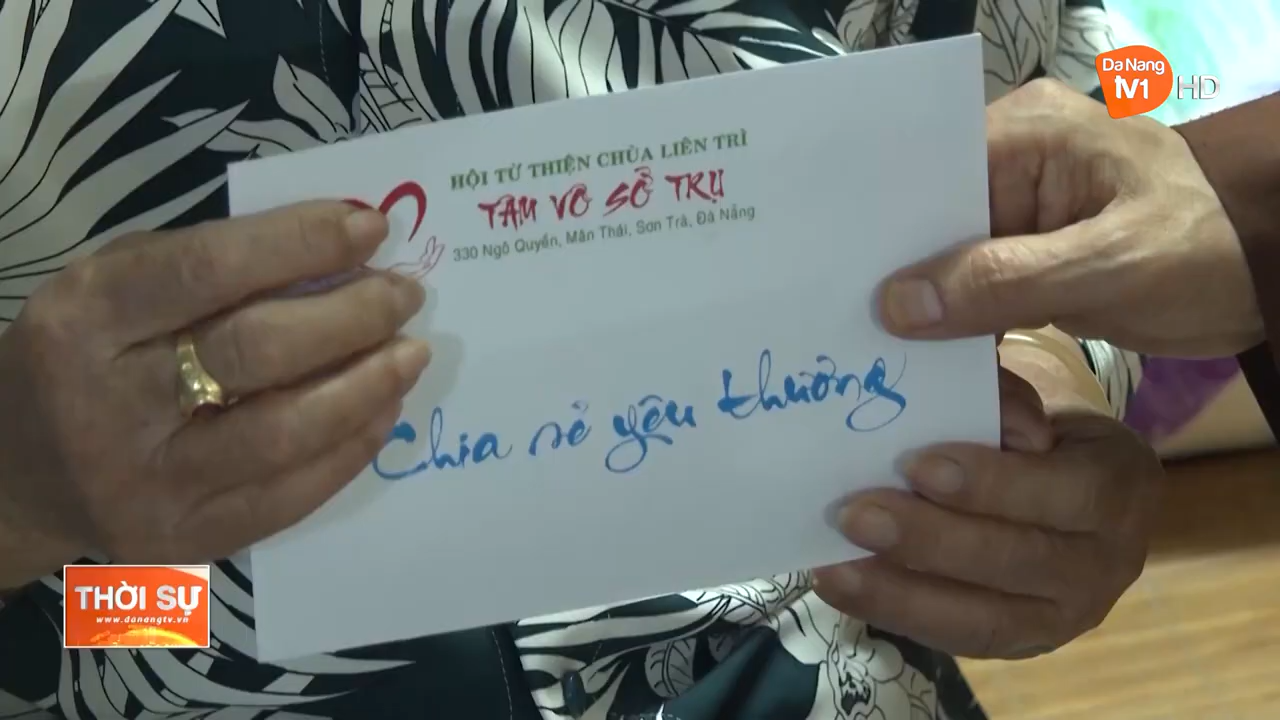 Da Nang
tv1 HD
HỘI TỪ THIỆN CHÙA LIÊN TRÌ
TÂM VÔ SỞ TRỤ
330 Ngô Quyền, Mân Thái, Sơn Trà, Đà Nẵng
Chia sẻ yêu thương
THỜI SỰ
www.danangtv.vn